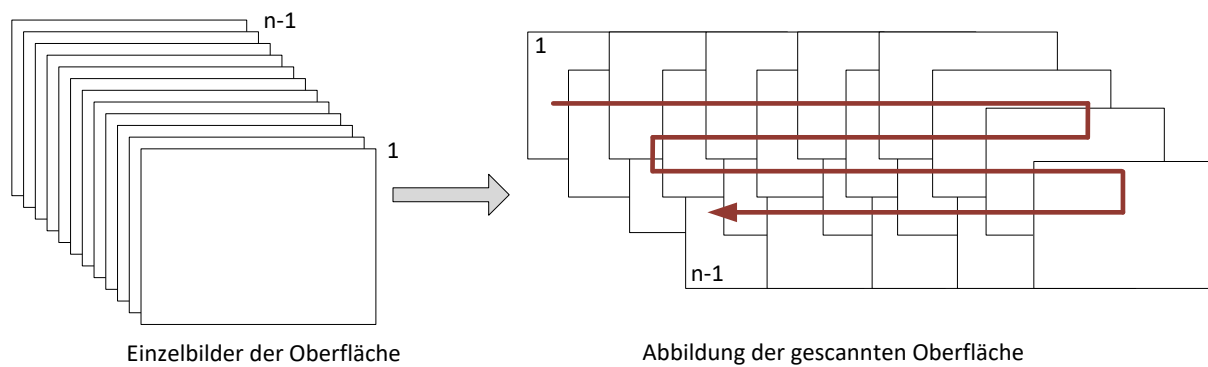 n-1
1
Einzelbilder der Oberfläche
1
n-1
Abbildung der gescannten Oberfläche